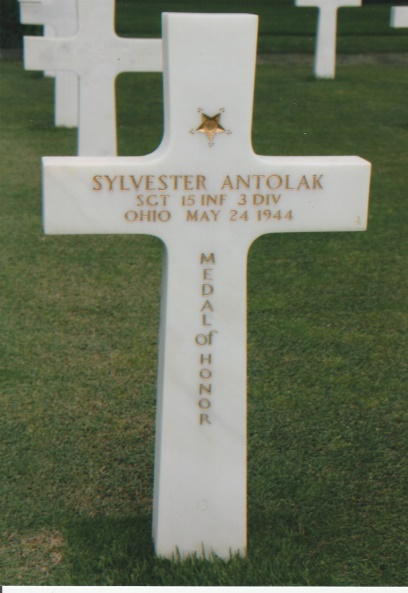 SYLVESTER ANTOLAK
SGT 15 INF 3 DIV
OHIO MAY 24 1944
MEDAL of HONOR